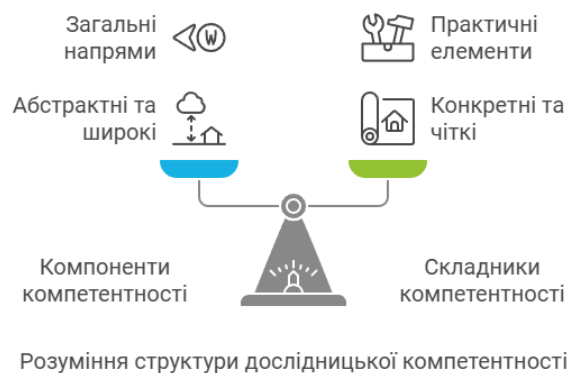 Загальні
напрями
W
Практичні
елементи
Абстрактні та
широкі
Конкретні та
чіткі
Компоненти
компетентності
Складники
компетентності
Розуміння структури дослідницької компетентності